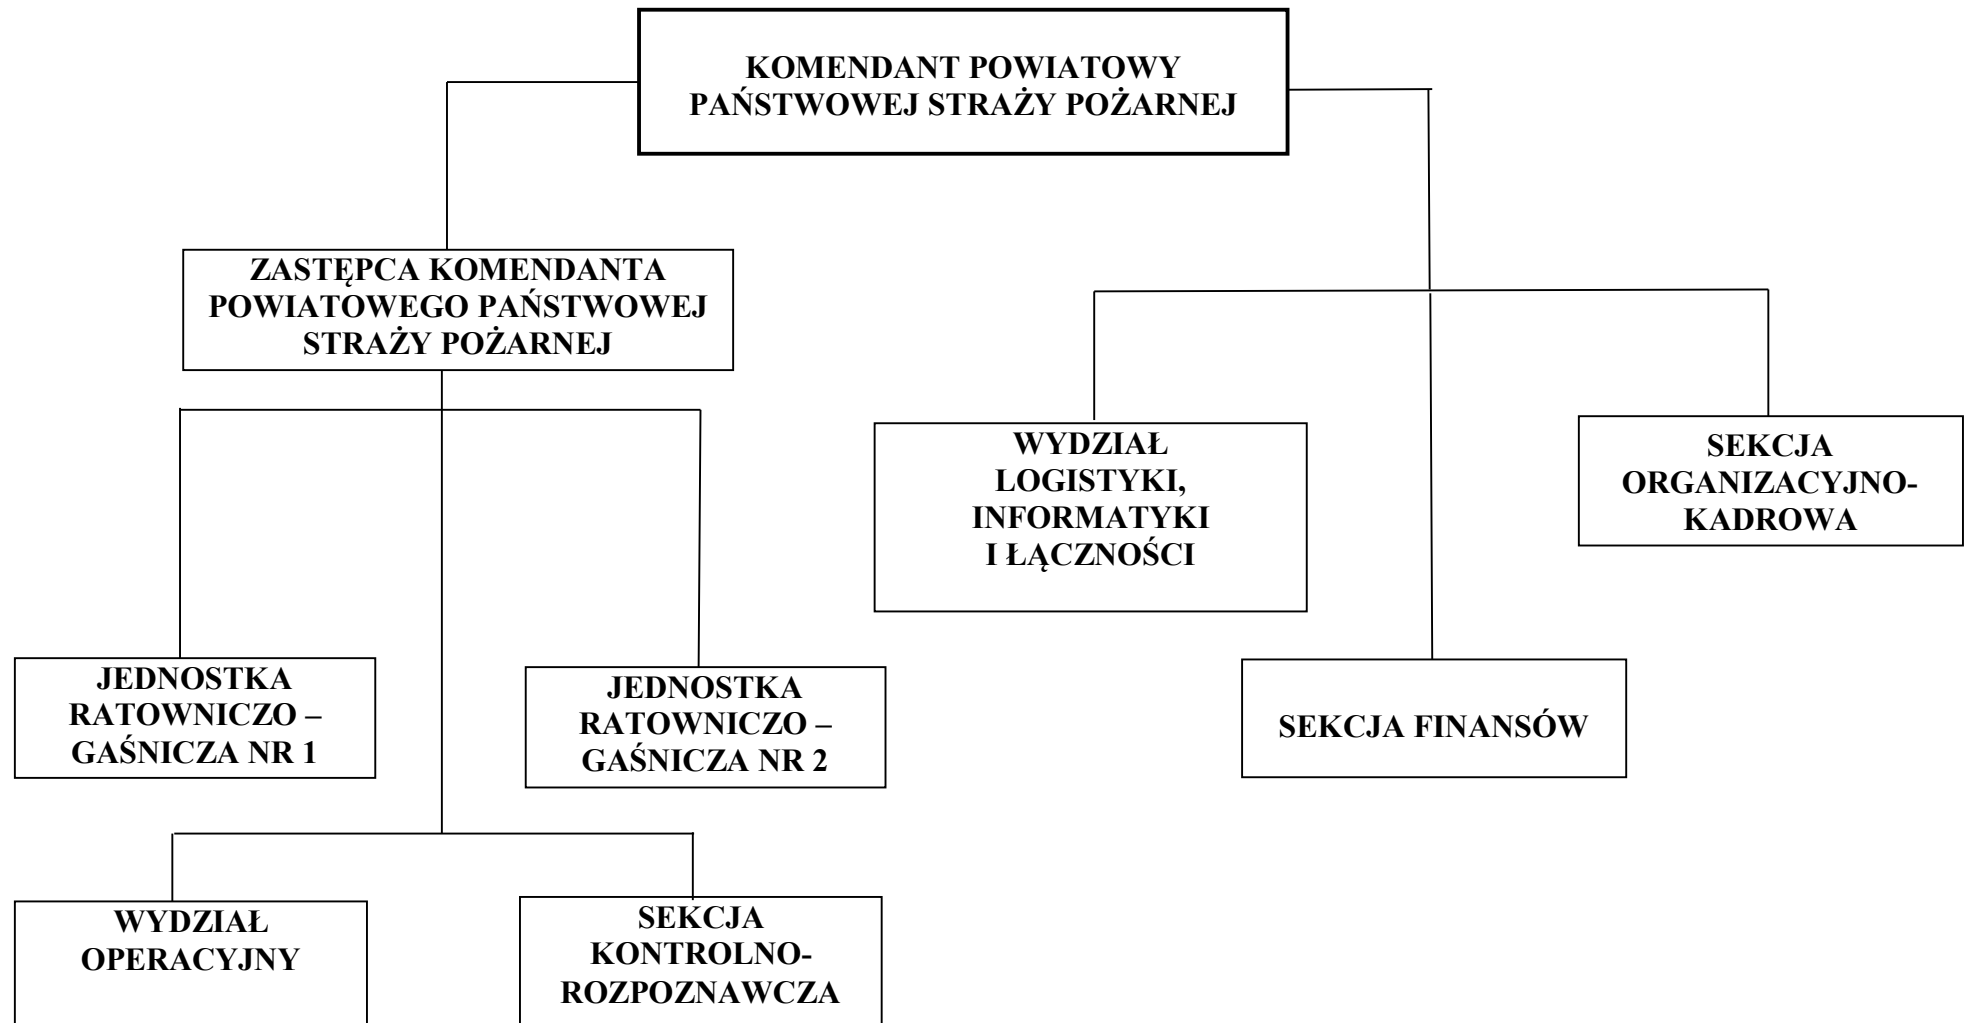 KOMENDANT POWIATOWY
PAŃSTWOWEJ STRAŻY POŻARNEJ
ZASTĘPCA KOMENDANTA
POWIATOWEGO PAŃSTWOWEJ
STRAŻY POŻARNEJ
WYDZIAŁ
LOGISTYKI,
INFORMATYKI
I ŁĄCZNOŚCI
SEKCJA
ORGANIZACYJNO-
KADROWA
JEDNOSTKA
RATOWNICZO –
GAŚNICZA NR 1
JEDNOSTKA
RATOWNICZO –
GAŚNICZA NR 2
SEKCJA FINANSÓW
WYDZIAŁ
OPERACYJNY
SEKCJA
KONTROLNO-
ROZPOZNAWCZA